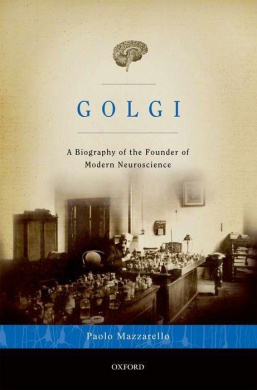 GOLGI
A Biography of the Founder of
Modern Neuroscience
Paolo Mazzarello
OXFORD